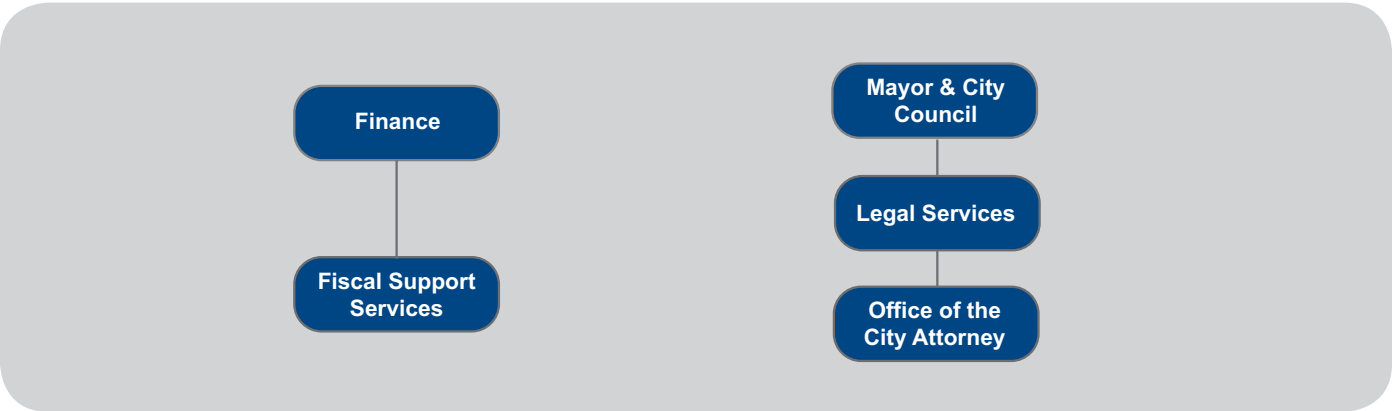 Finance
Fiscal Support
Services
Mayor & City
Council
Legal Services
Office of the
City Attorney